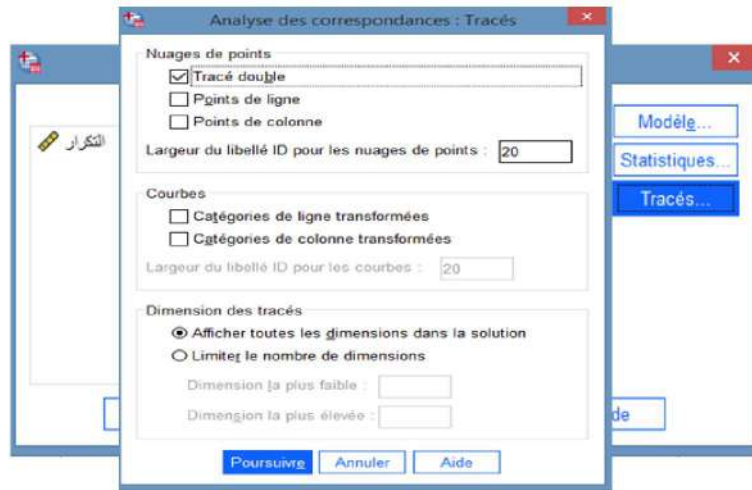 Analyse des correspondances : Tracés
Nuages de points
Tracé double
Points de ligne
Points de colonne
Largeur du libellé ID pour les nuages de points : 20
Courbes
Catégories de ligne transformées
Catégories de colonne transformées
Largeur du libellé ID pour les courbes : 20
Dimension des tracés
Afficher toutes les dimensions dans la solution
Limiter le nombre de dimensions
Dimension la plus faible :
Dimension la plus élevée :
Poursuivre Annuler Aide
التكرار
Modèle...
Statistiques...
Tracés...
de